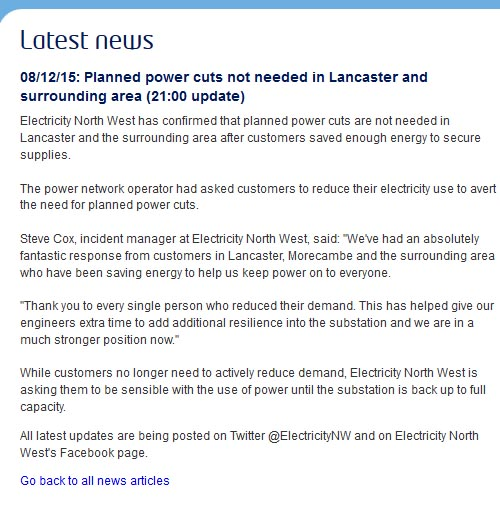 Latest news
08/12/15: Planned power cuts not needed in Lancaster and
surrounding area (21:00 update)
Electricity North West has confirmed that planned power cuts are not needed in
Lancaster and the surrounding area after customers saved enough energy to secure
supplies.
The power network operator had asked customers to reduce their electricity use to avert
the need for planned power cuts.
Steve Cox, incident manager at Electricity North West, said: "We've had an absolutely
fantastic response from customers in Lancaster, Morecambe and the surrounding area
who have been saving energy to help us keep power on to everyone.
"Thank you to every single person who reduced their demand. This has helped give our
engineers extra time to add additional resilience into the substation and we are in a
much stronger position now."
While customers no longer need to actively reduce demand, Electricity North West is
asking them to be sensible with the use of power until the substation is back up to full
capacity.
All latest updates are being posted on Twitter @ElectricityNW and on Electricity North
West's Facebook page.
Go back to all news articles